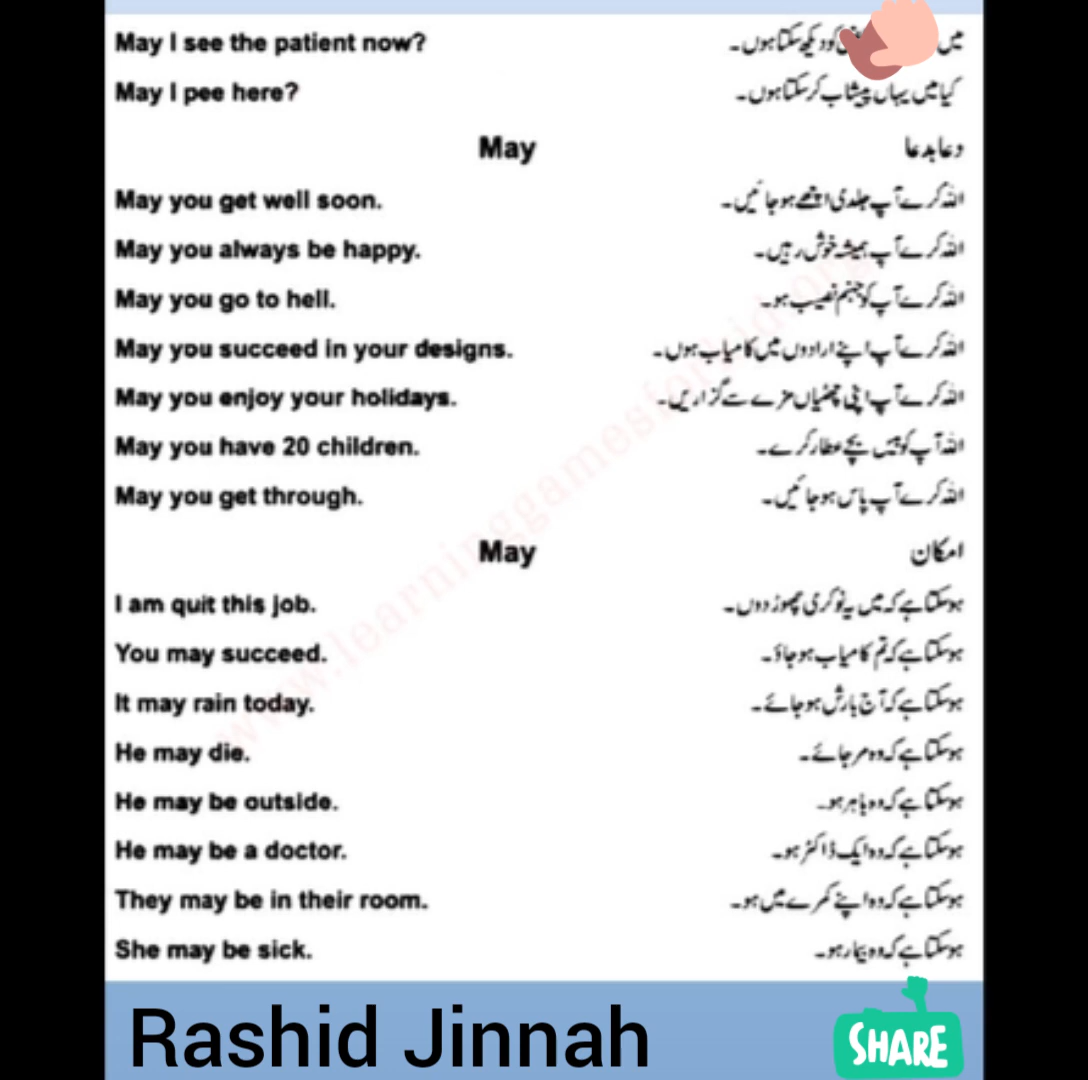 May I see the patient now? میں کو دیکھ سکتا ہوں۔
May I pee here? کیا میں یہاں پیشاب کر سکتا ہوں۔
May دعا بدعا
May you get well soon. اللہ کرے آپ جلدی اچھے ہو جائیں۔
May you always be happy. اللہ کرے آپ ہمیشہ خوش رہیں۔
May you go to hell. اللہ کرے آپ کو جہنم نصیب ہو۔
May you succeed in your designs. اللہ کرے آپ اپنے ارادوں میں کامیاب ہوں۔
May you enjoy your holidays. اللہ کرے آپ اپنی چھٹیاں مزے سے گزاریں۔
May you have 20 children. اللہ آپ کو بیس بچے عطار کرے۔
May you get through. اللہ کرے آپ پاس ہو جائیں۔
May امکان
I am quit this job. ہو سکتا ہے کہ میں یہ نوکری چھوڑ دوں۔
You may succeed. ہو سکتا ہے کہ تم کامیاب ہو جاؤ۔
It may rain today. ہو سکتا ہے کہ آج بارش ہو جائے۔
He may die. ہو سکتا ہے کہ وہ مر جائے۔
He may be outside. ہو سکتا ہے کہ وہ باہر ہو۔
He may be a doctor. ہو سکتا ہے کہ وہ ایک ڈاکٹر ہو۔
They may be in their room. ہو سکتا ہے کہ وہ اپنے کمرے میں ہو۔
She may be sick. ہو سکتا ہے کہ وہ بیمار ہو۔
www.learninggamesforkid.org
Rashid Jinnah
SHARE